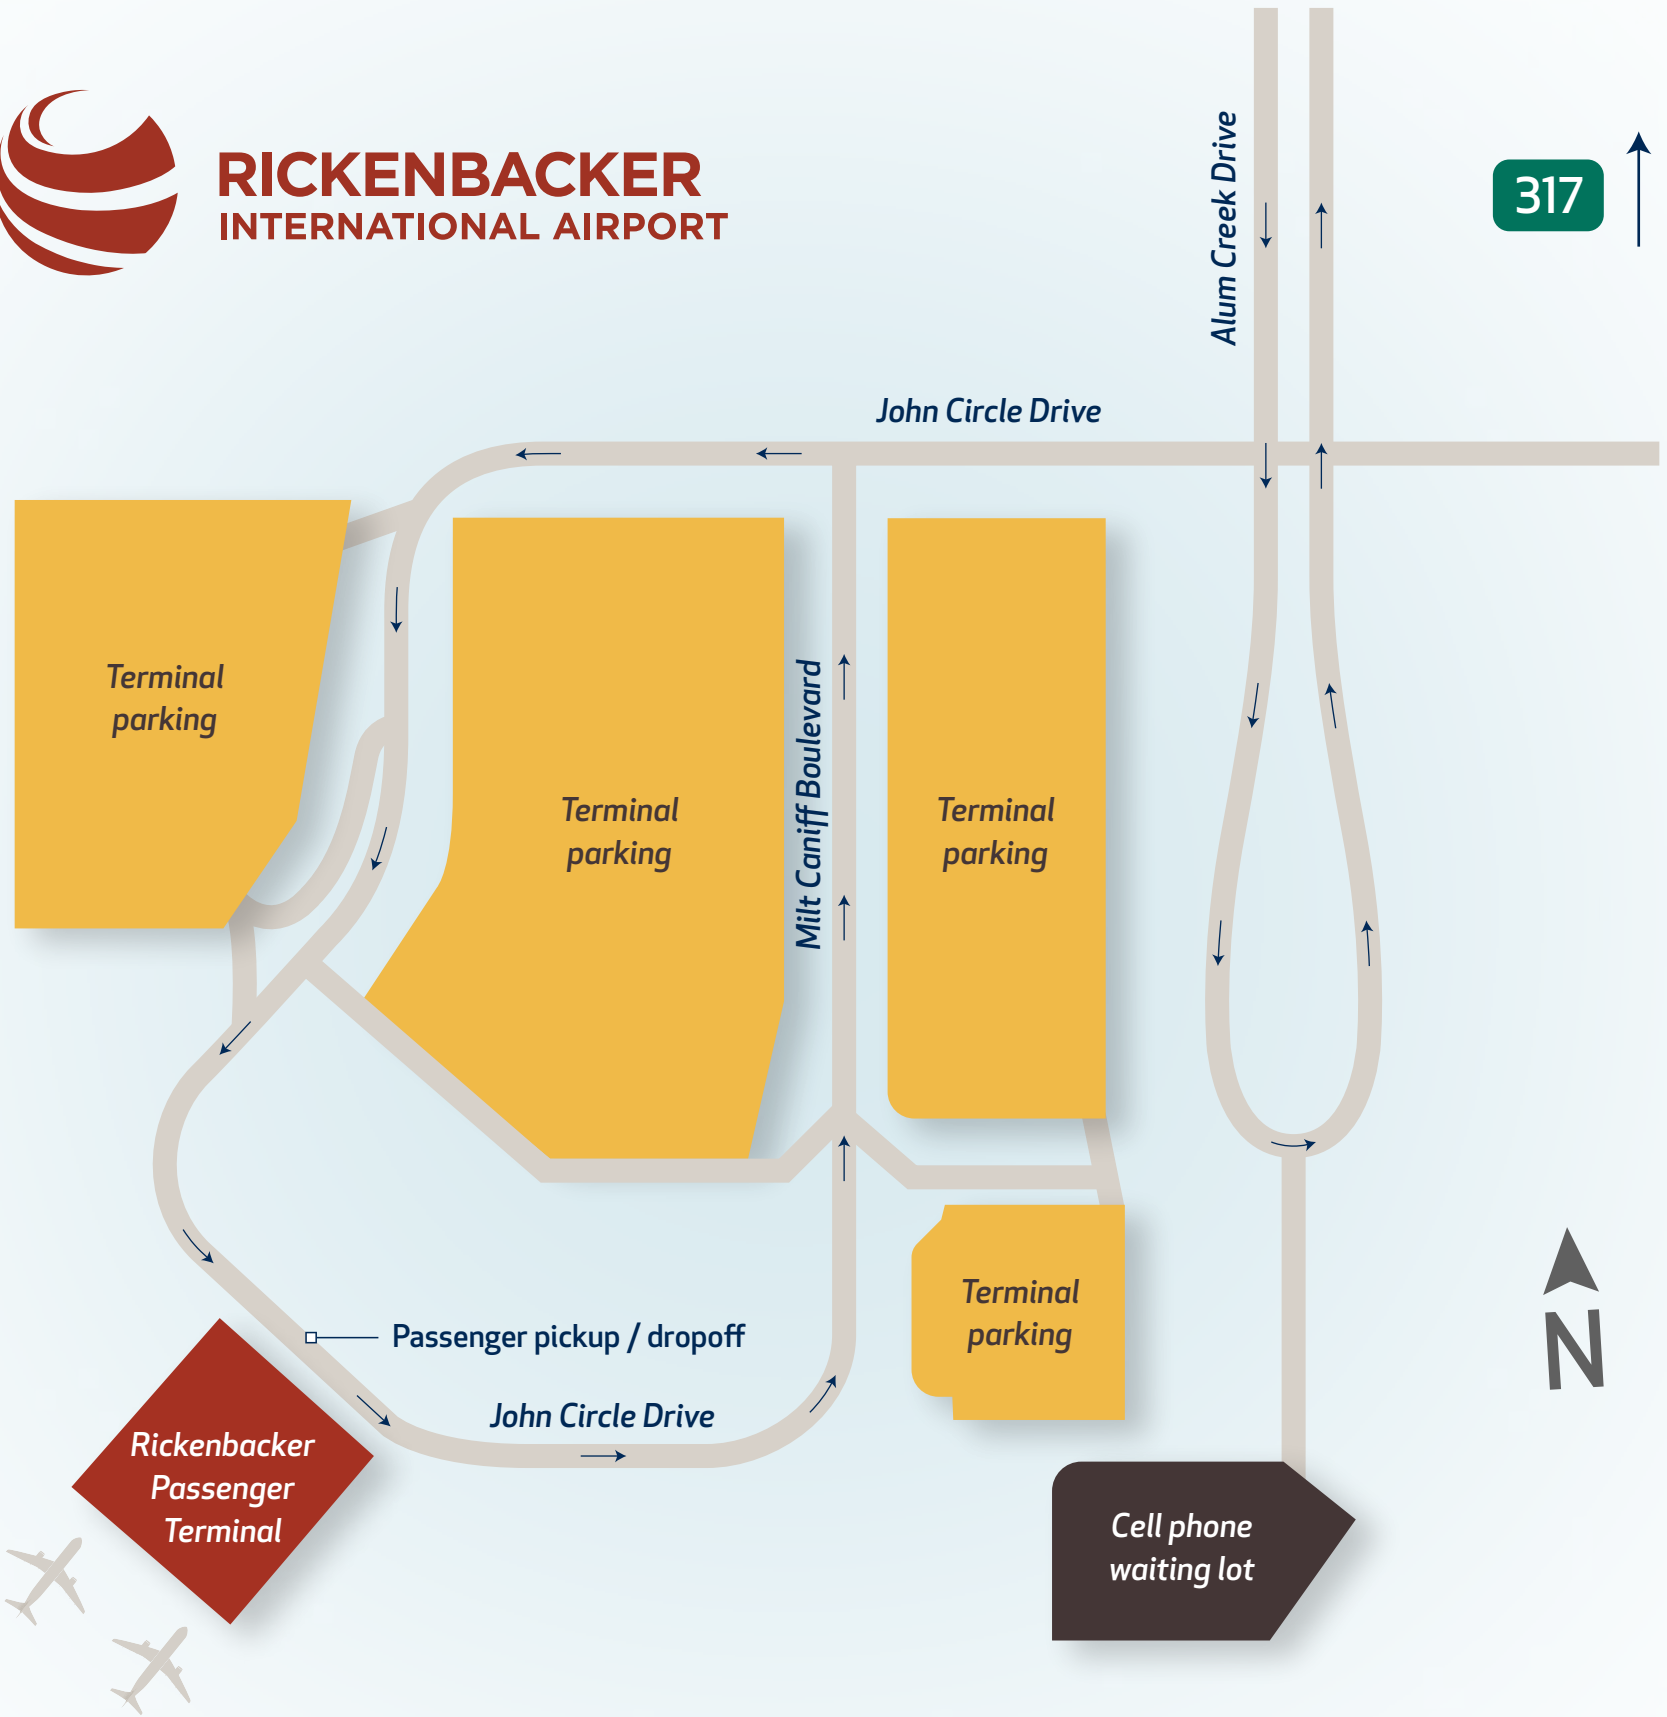 RICKENBACKER
INTERNATIONAL AIRPORT
Alum Creek Drive
317
John Circle Drive
Terminal
parking
Terminal
parking
Milt Caniff Boulevard
Terminal
parking
Terminal
parking
Passenger pickup / dropoff
John Circle Drive
Rickenbacker
Passenger
Terminal
Cell phone
waiting lot
N